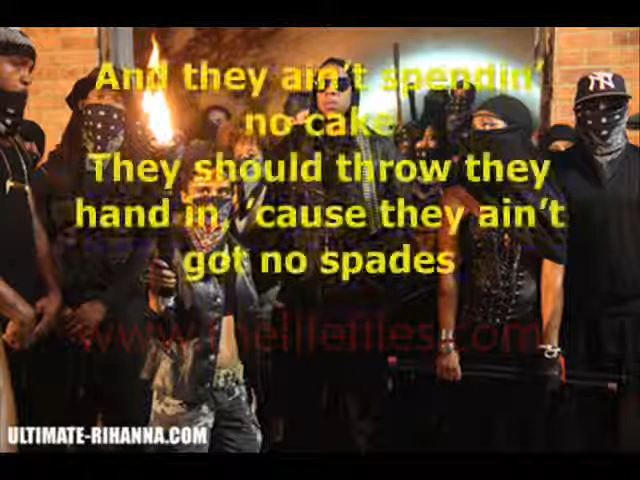 And they ain't spendin'
no cake
They should throw they
hand in, 'cause they ain't
got no spades
ULTIMATE-RIHANNA.COM
NY